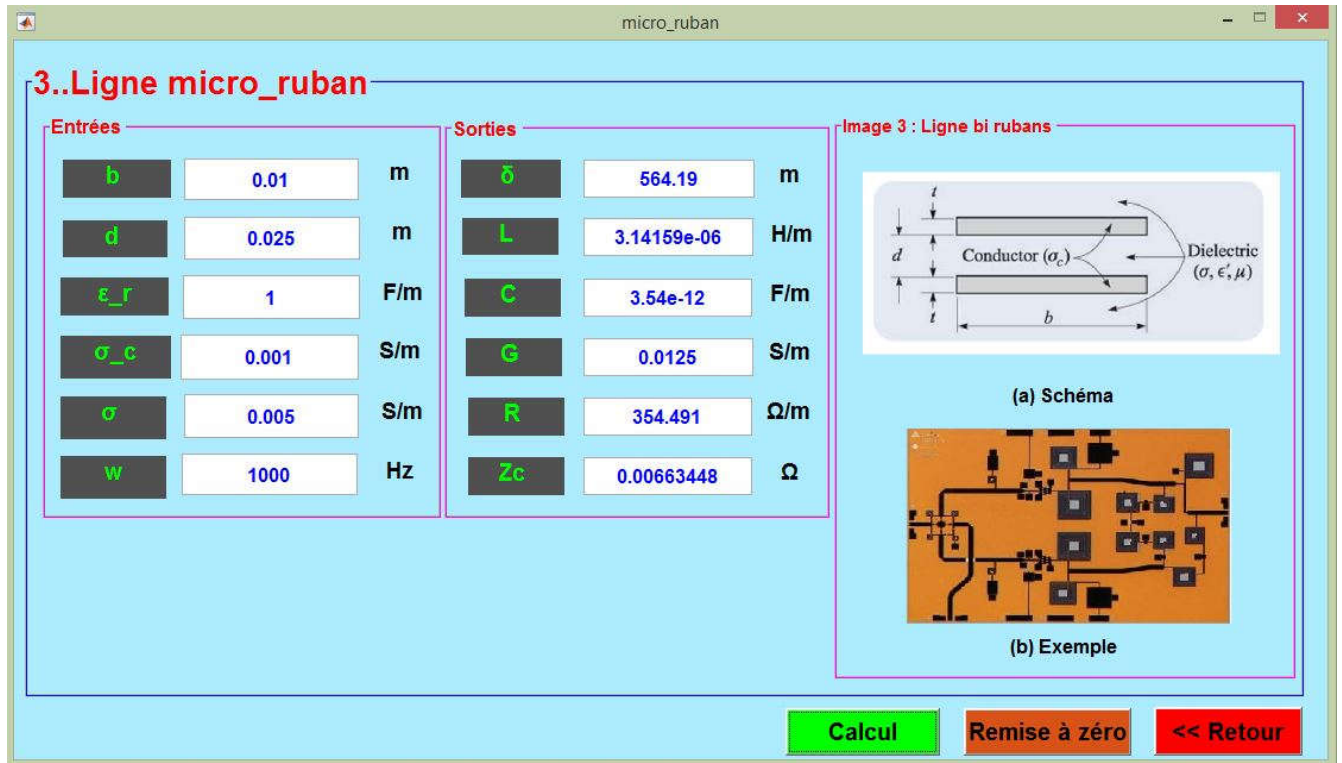 micro_ruban
3..Ligne micro_ruban
Entrées
b 0.01 m
d 0.025 m
ε_r 1 F/m
σ_c 0.001 S/m
σ 0.005 S/m
w 1000 Hz
Sorties
δ 564.19 m
L 3.14159e-06 H/m
C 3.54e-12 F/m
G 0.0125 S/m
R 354.491 Ω/m
Zc 0.00663448 Ω
Image 3 : Ligne bi rubans
t
d
Conductor (σc)
Dielectric
(σ, ϵ′, μ)
t
b
(a) Schéma
(b) Exemple
Calcul
Remise à zéro
<< Retour